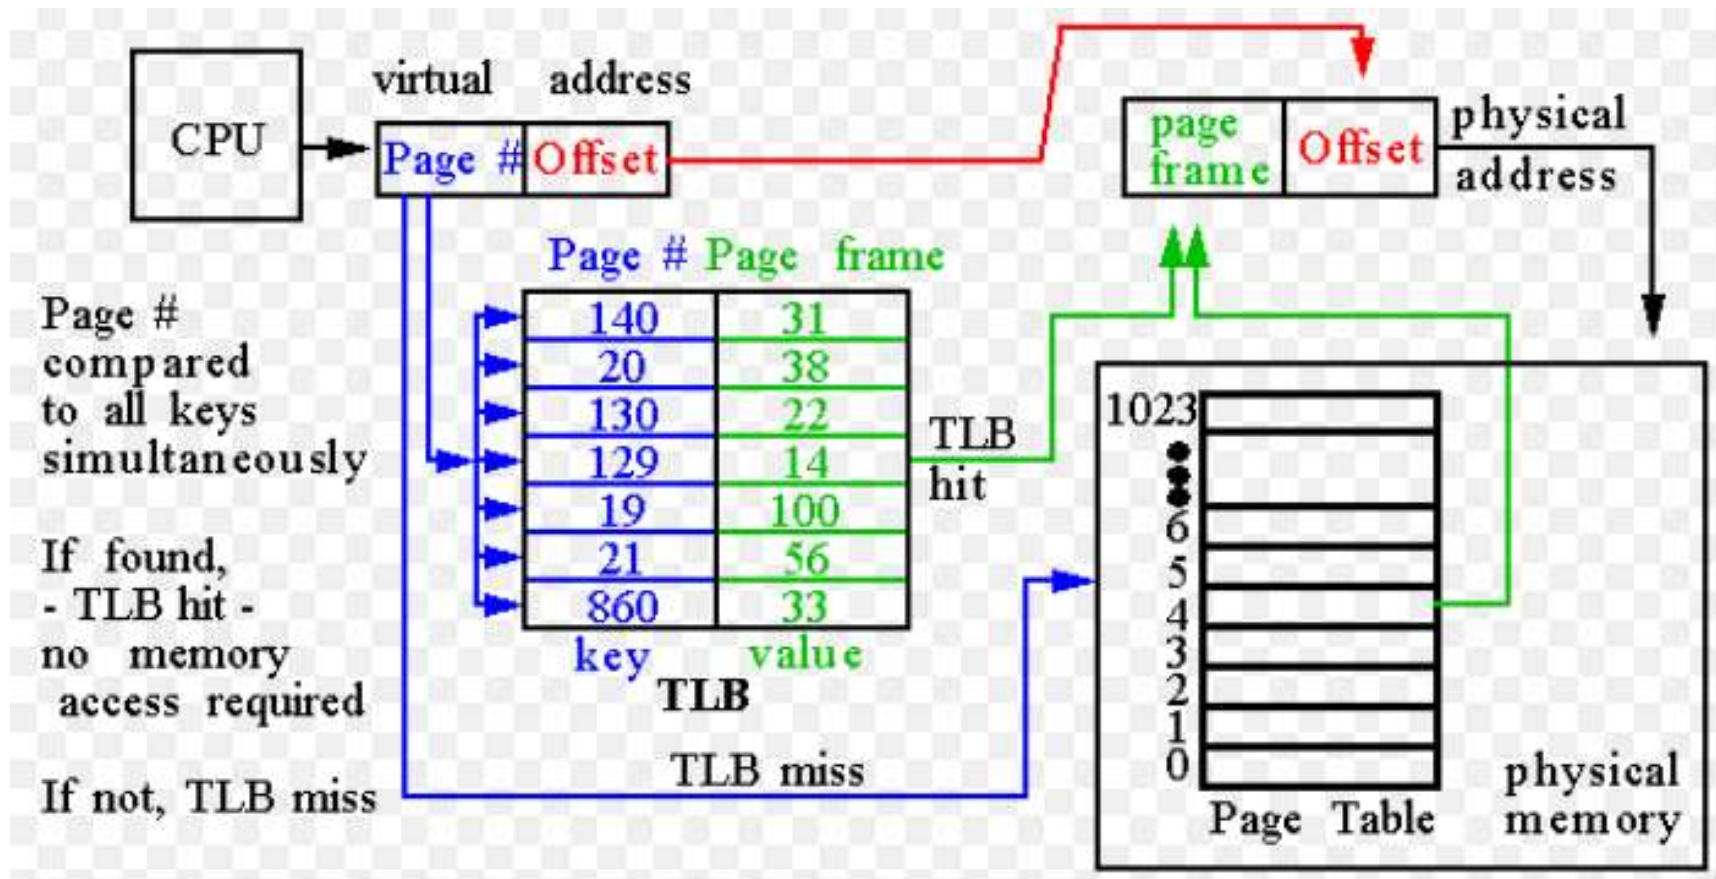 virtual address
CPU
Page # Offset
page
frame
Offset
physical
address
Page # Page frame
140 31
20 38
130 22
129 14
19 100
21 56
860 33
key value
TLB
TLB
hit
TLB miss
Page #
compared
to all keys
simultaneously
If found,
- TLB hit -
no memory
access required
If not, TLB miss
1023
6
5
4
3
2
1
0
Page Table
physical
memory